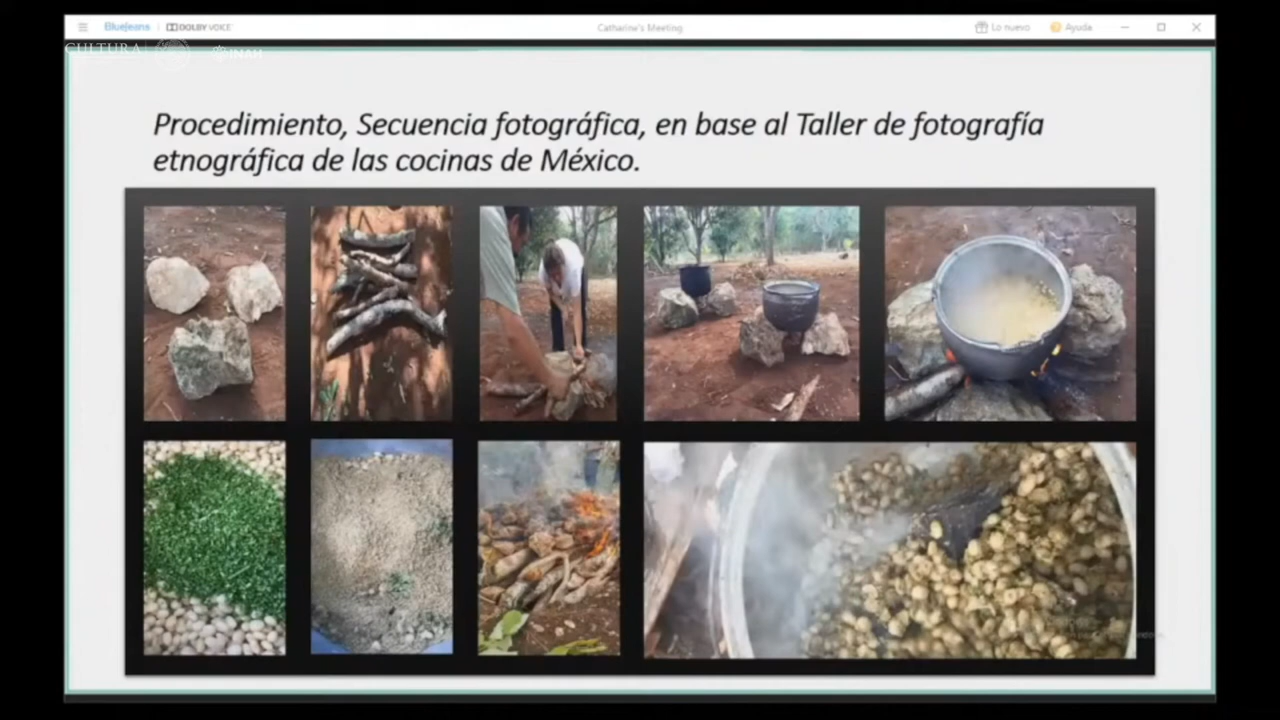 BlueJeans | DOLBY VOICE
Catharine's Meeting
Lo nuevo
Ayuda
CULTURA
Procedimiento, Secuencia fotográfica, en base al Taller de fotografía
etnográfica de las cocinas de México.